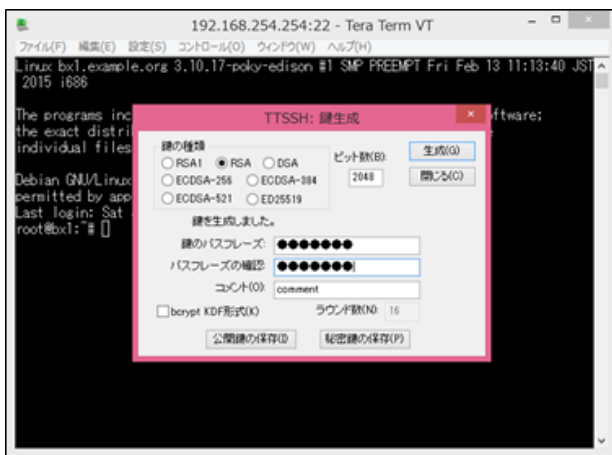 192.168.254.254:22 - Tera Term VT
ファイル(F) 編集(E) 設定(S) コントロール(O) ウィンドウ(W) ヘルプ(H)
Linux bx1.example.org 3.10.17-poky-edison #1 SMP PREEMPT Fri Feb 13 11:13:40 JST
2015 i686
The programs inc
ftware;
the exact distri
individual files
Debian GNU/Linux
permitted by app
Last login: Sat
root@bx1:~#
TTSSH: 鍵生成
鍵の種類
RSA1 RSA DSA
ECDSA-256 ECDSA-384
ECDSA-521 ED25519
ビット数(B):
2048
生成(G)
閉じる(C)
鍵を生成しました。
鍵のパスフレーズ: ●●●●●●●
パスフレーズの確認: ●●●●●●●
コメント(O): comment
bcrypt KDF形式(K) ラウンド数(N): 16
公開鍵の保存(I) 秘密鍵の保存(P)